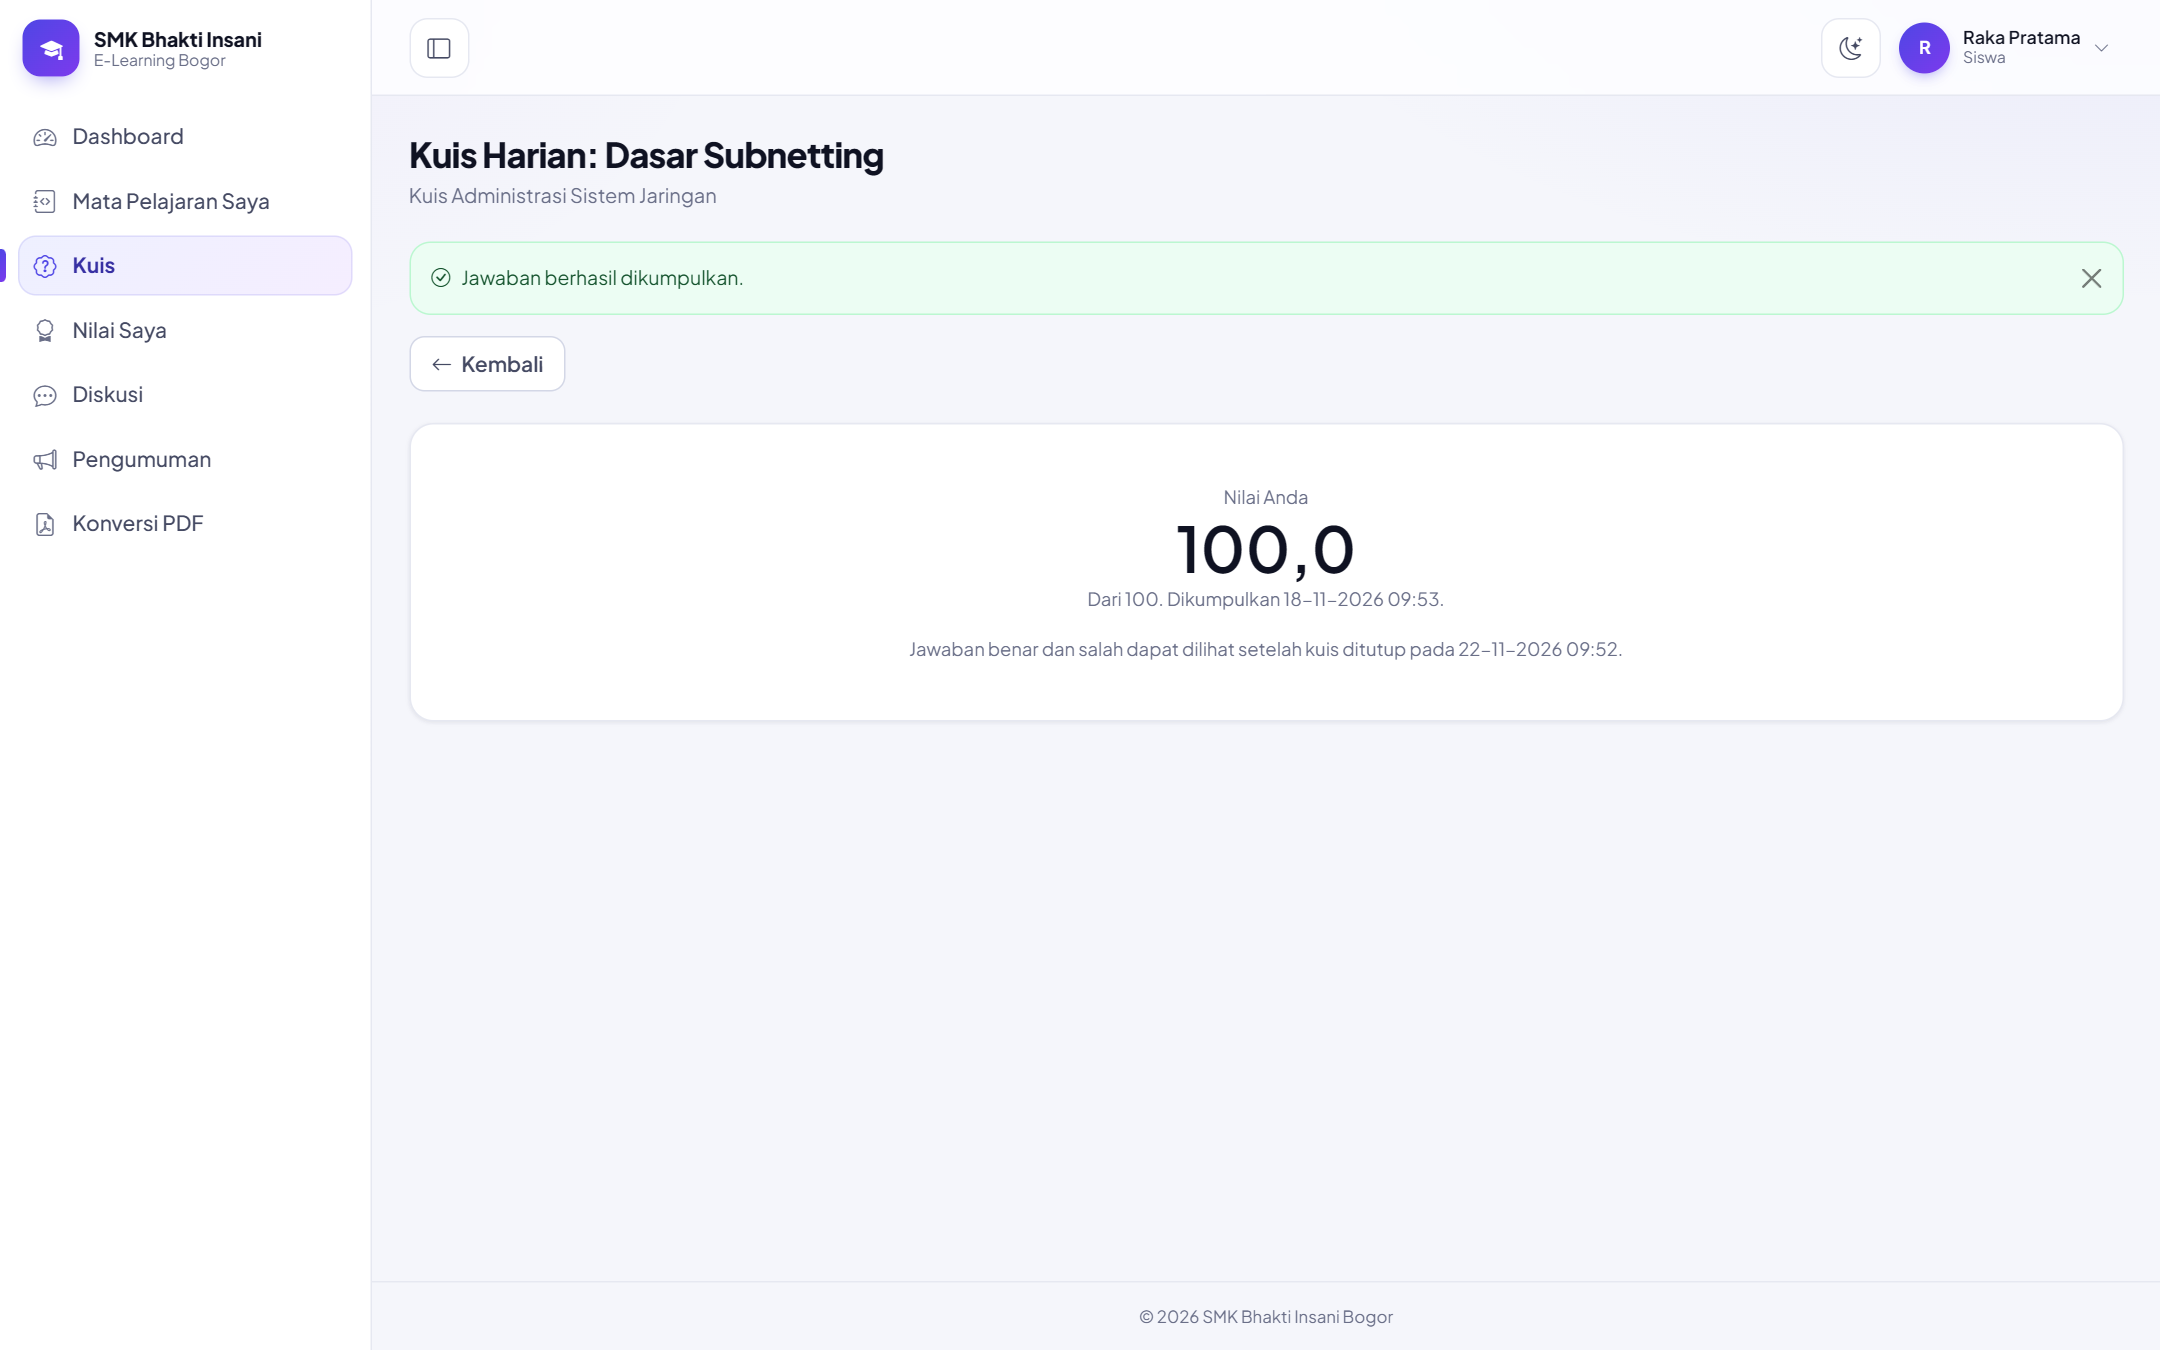 SMK Bhakti Insani
E-Learning Bogor
Dashboard
Mata Pelajaran Saya
Kuis
Nilai Saya
Diskusi
Pengumuman
Konversi PDF
R
Raka Pratama
Siswa
Kuis Harian: Dasar Subnetting
Kuis Administrasi Sistem Jaringan
Jawaban berhasil dikumpulkan.
← Kembali
Nilai Anda
100,0
Dari 100. Dikumpulkan 18-11-2026 09:53.
Jawaban benar dan salah dapat dilihat setelah kuis ditutup pada 22-11-2026 09:52.
© 2026 SMK Bhakti Insani Bogor